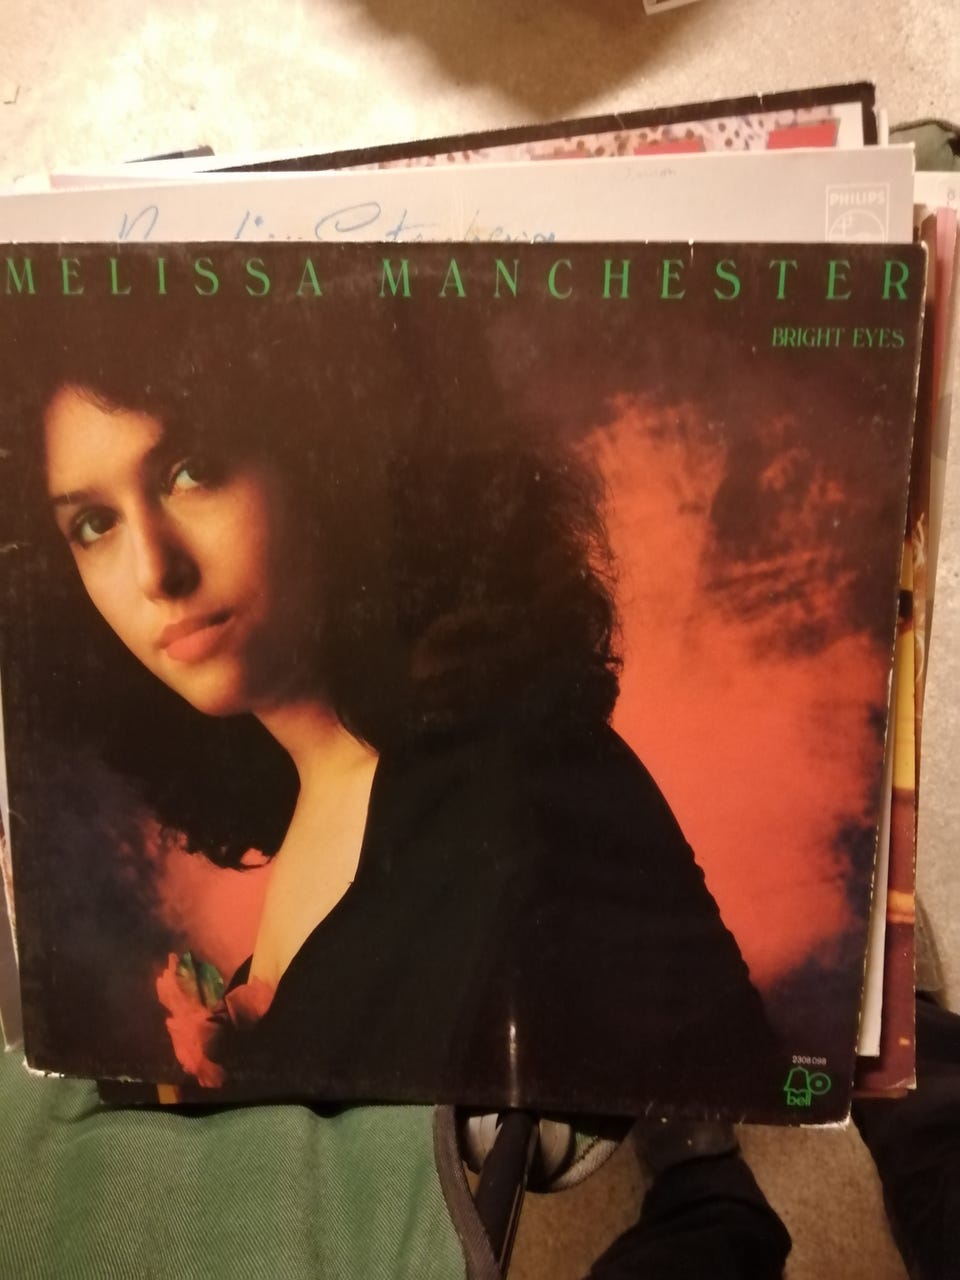 PHILIPS
MELISSA MANCHESTER
BRIGHT EYES
2308 098
bell